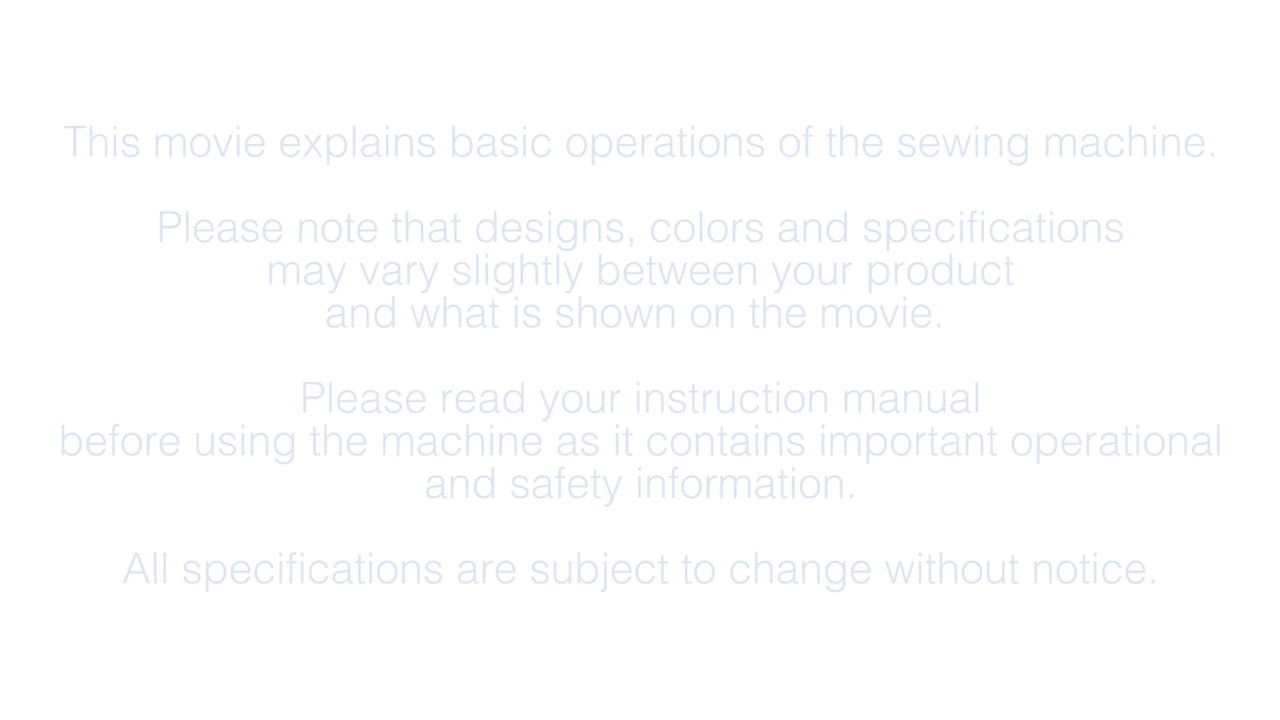 This movie explains basic operations of the sewing machine.
Please note that designs, colors and specifications
may vary slightly between your product
and what is shown on the movie.
Please read your instruction manual
before using the machine as it contains important operational
and safety information.
All specifications are subject to change without notice.